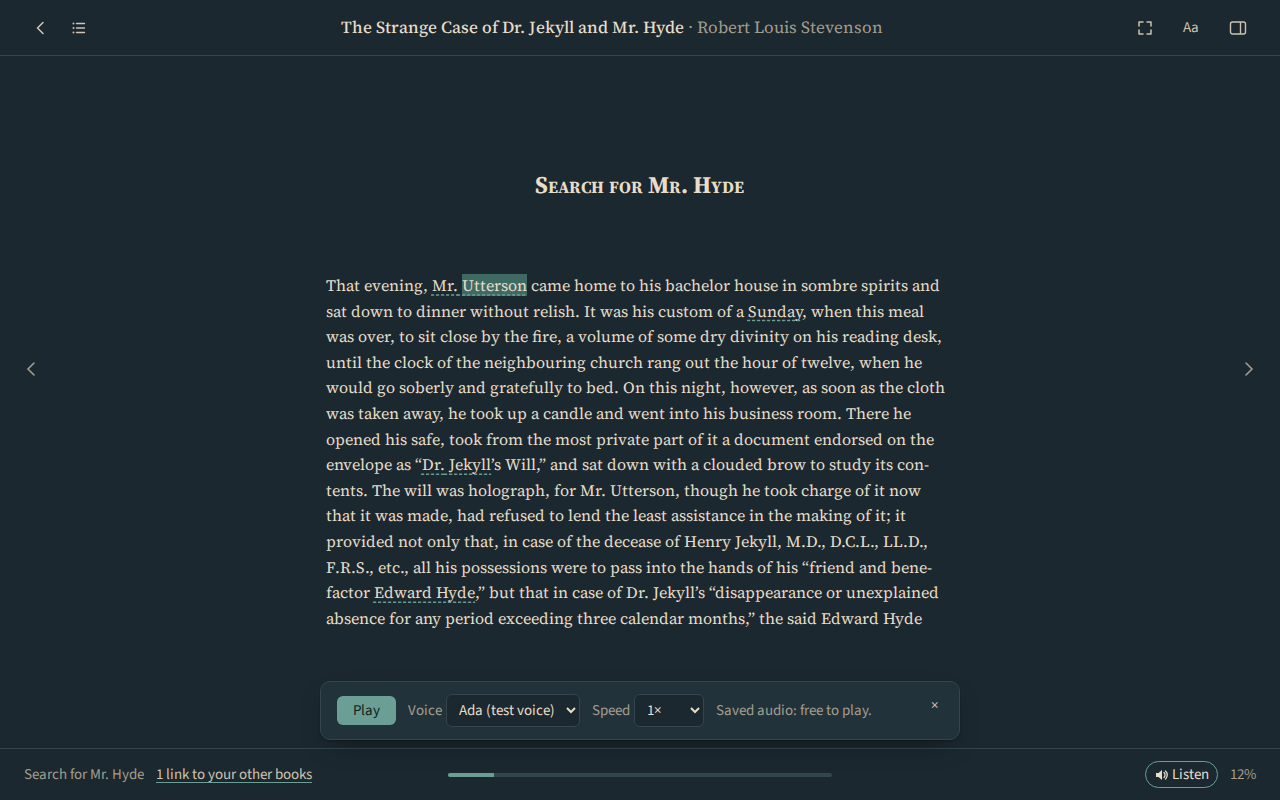 The Strange Case of Dr. Jekyll and Mr. Hyde · Robert Louis Stevenson
Aa
Search for Mr. Hyde
That evening, Mr. Utterson came home to his bachelor house in sombre spirits and
sat down to dinner without relish. It was his custom of a Sunday, when this meal
was over, to sit close by the fire, a volume of some dry divinity on his reading desk,
until the clock of the neighbouring church rang out the hour of twelve, when he
would go soberly and gratefully to bed. On this night, however, as soon as the cloth
was taken away, he took up a candle and went into his business room. There he
opened his safe, took from the most private part of it a document endorsed on the
envelope as “Dr. Jekyll’s Will,” and sat down with a clouded brow to study its con-
tents. The will was holograph, for Mr. Utterson, though he took charge of it now
that it was made, had refused to lend the least assistance in the making of it; it
provided not only that, in case of the decease of Henry Jekyll, M.D., D.C.L., LL.D.,
F.R.S., etc., all his possessions were to pass into the hands of his “friend and bene-
factor Edward Hyde,” but that in case of Dr. Jekyll’s “disappearance or unexplained
absence for any period exceeding three calendar months,” the said Edward Hyde
Play Voice Ada (test voice) Speed 1× Saved audio: free to play. ×
Search for Mr. Hyde 1 link to your other books Listen 12%